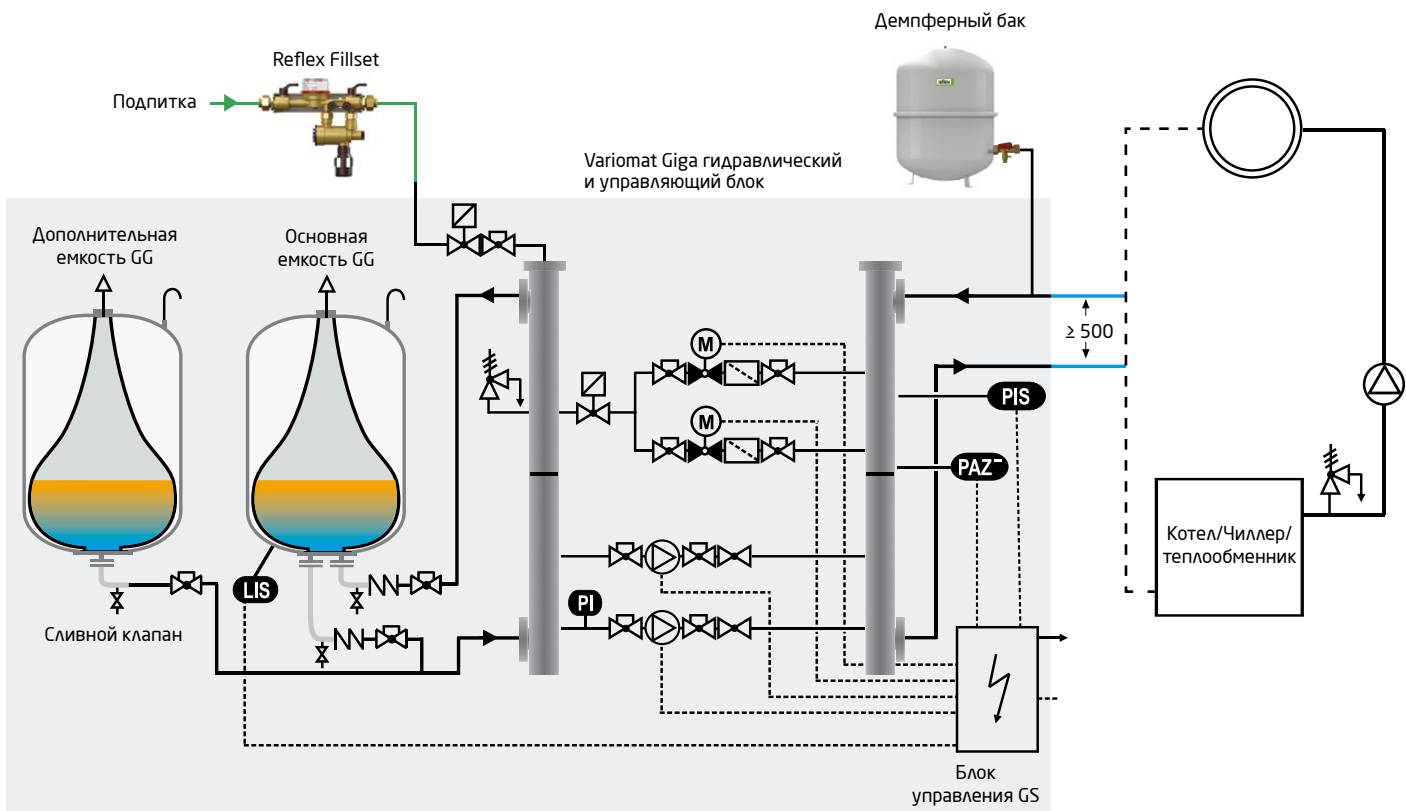 Демпферный бак
Reflex Fillset
Подпитка
reflex
Variomat Giga гидравлический
и управляющий блок
Дополнительная
емкость GG
Основная
емкость GG
≥ 500
M
M
PIS
PAZ⁻
Котел/Чиллер/
теплообменник
LIS
PI
Сливной клапан
Блок
управления GS